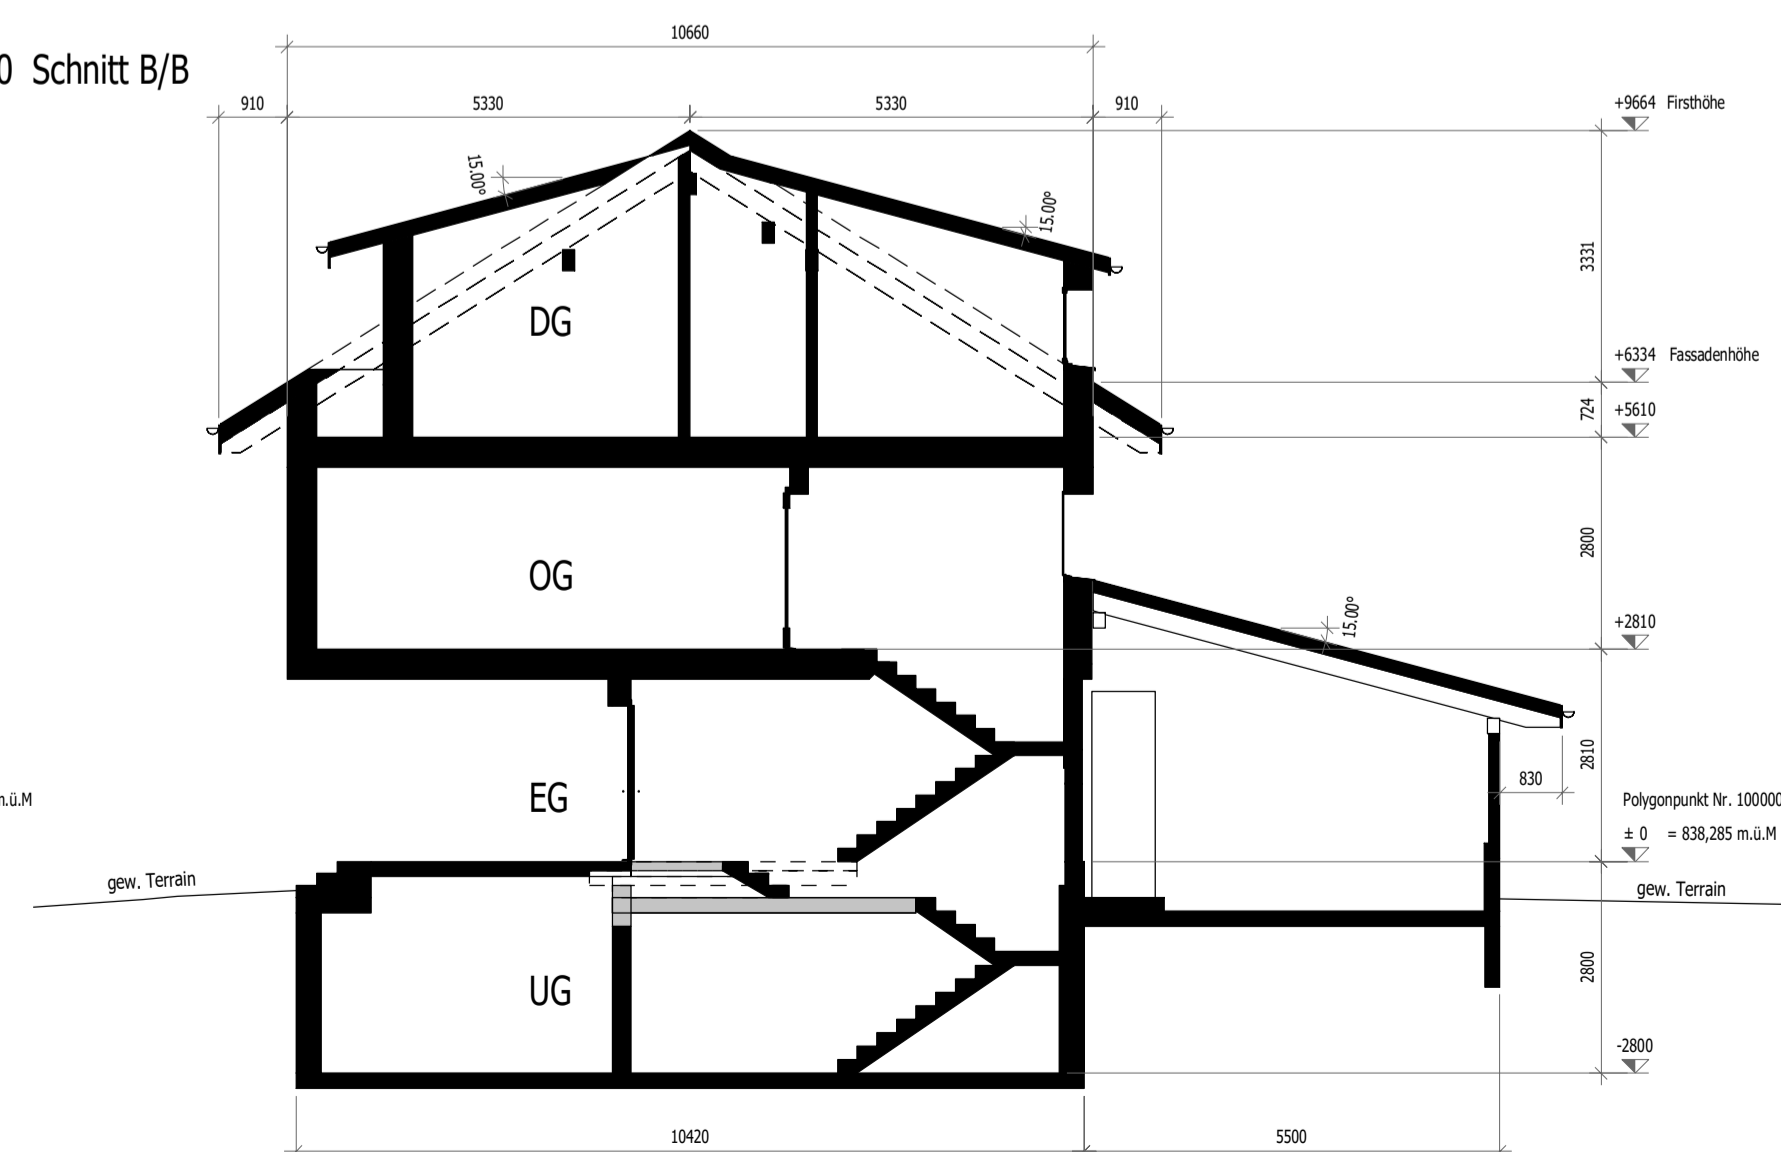 10660
0 Schnitt B/B
910
5330
5330
910
+9664 Firsthöhe
15.00°
15.00°
3331
DG
+6334 Fassadenhöhe
724
+5610
2800
OG
15.00°
+2810
2810
830
EG
m.ü.M
Polygonpunkt Nr. 100000
± 0 = 838,285 m.ü.M
gew. Terrain
gew. Terrain
2800
UG
-2800
10420
5500